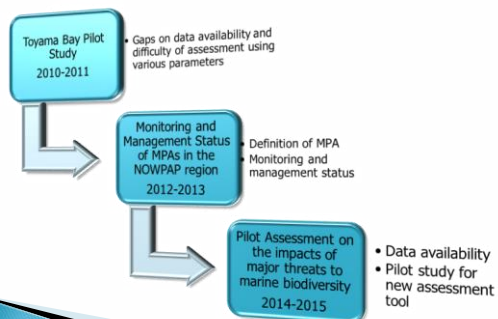 Toyama Bay Pilot
Study
2010-2011
• Gaps on data availability and
difficulty of assessment using
various parameters
Monitoring and
Management Status
of MPAs in the
NOWPAP region
2012-2013
• Definition of MPA
• Monitoring and
management status
Pilot Assessment on
the impacts of
major threats to
marine biodiversity
2014-2015
• Data availability
• Pilot study for
new assessment
tool